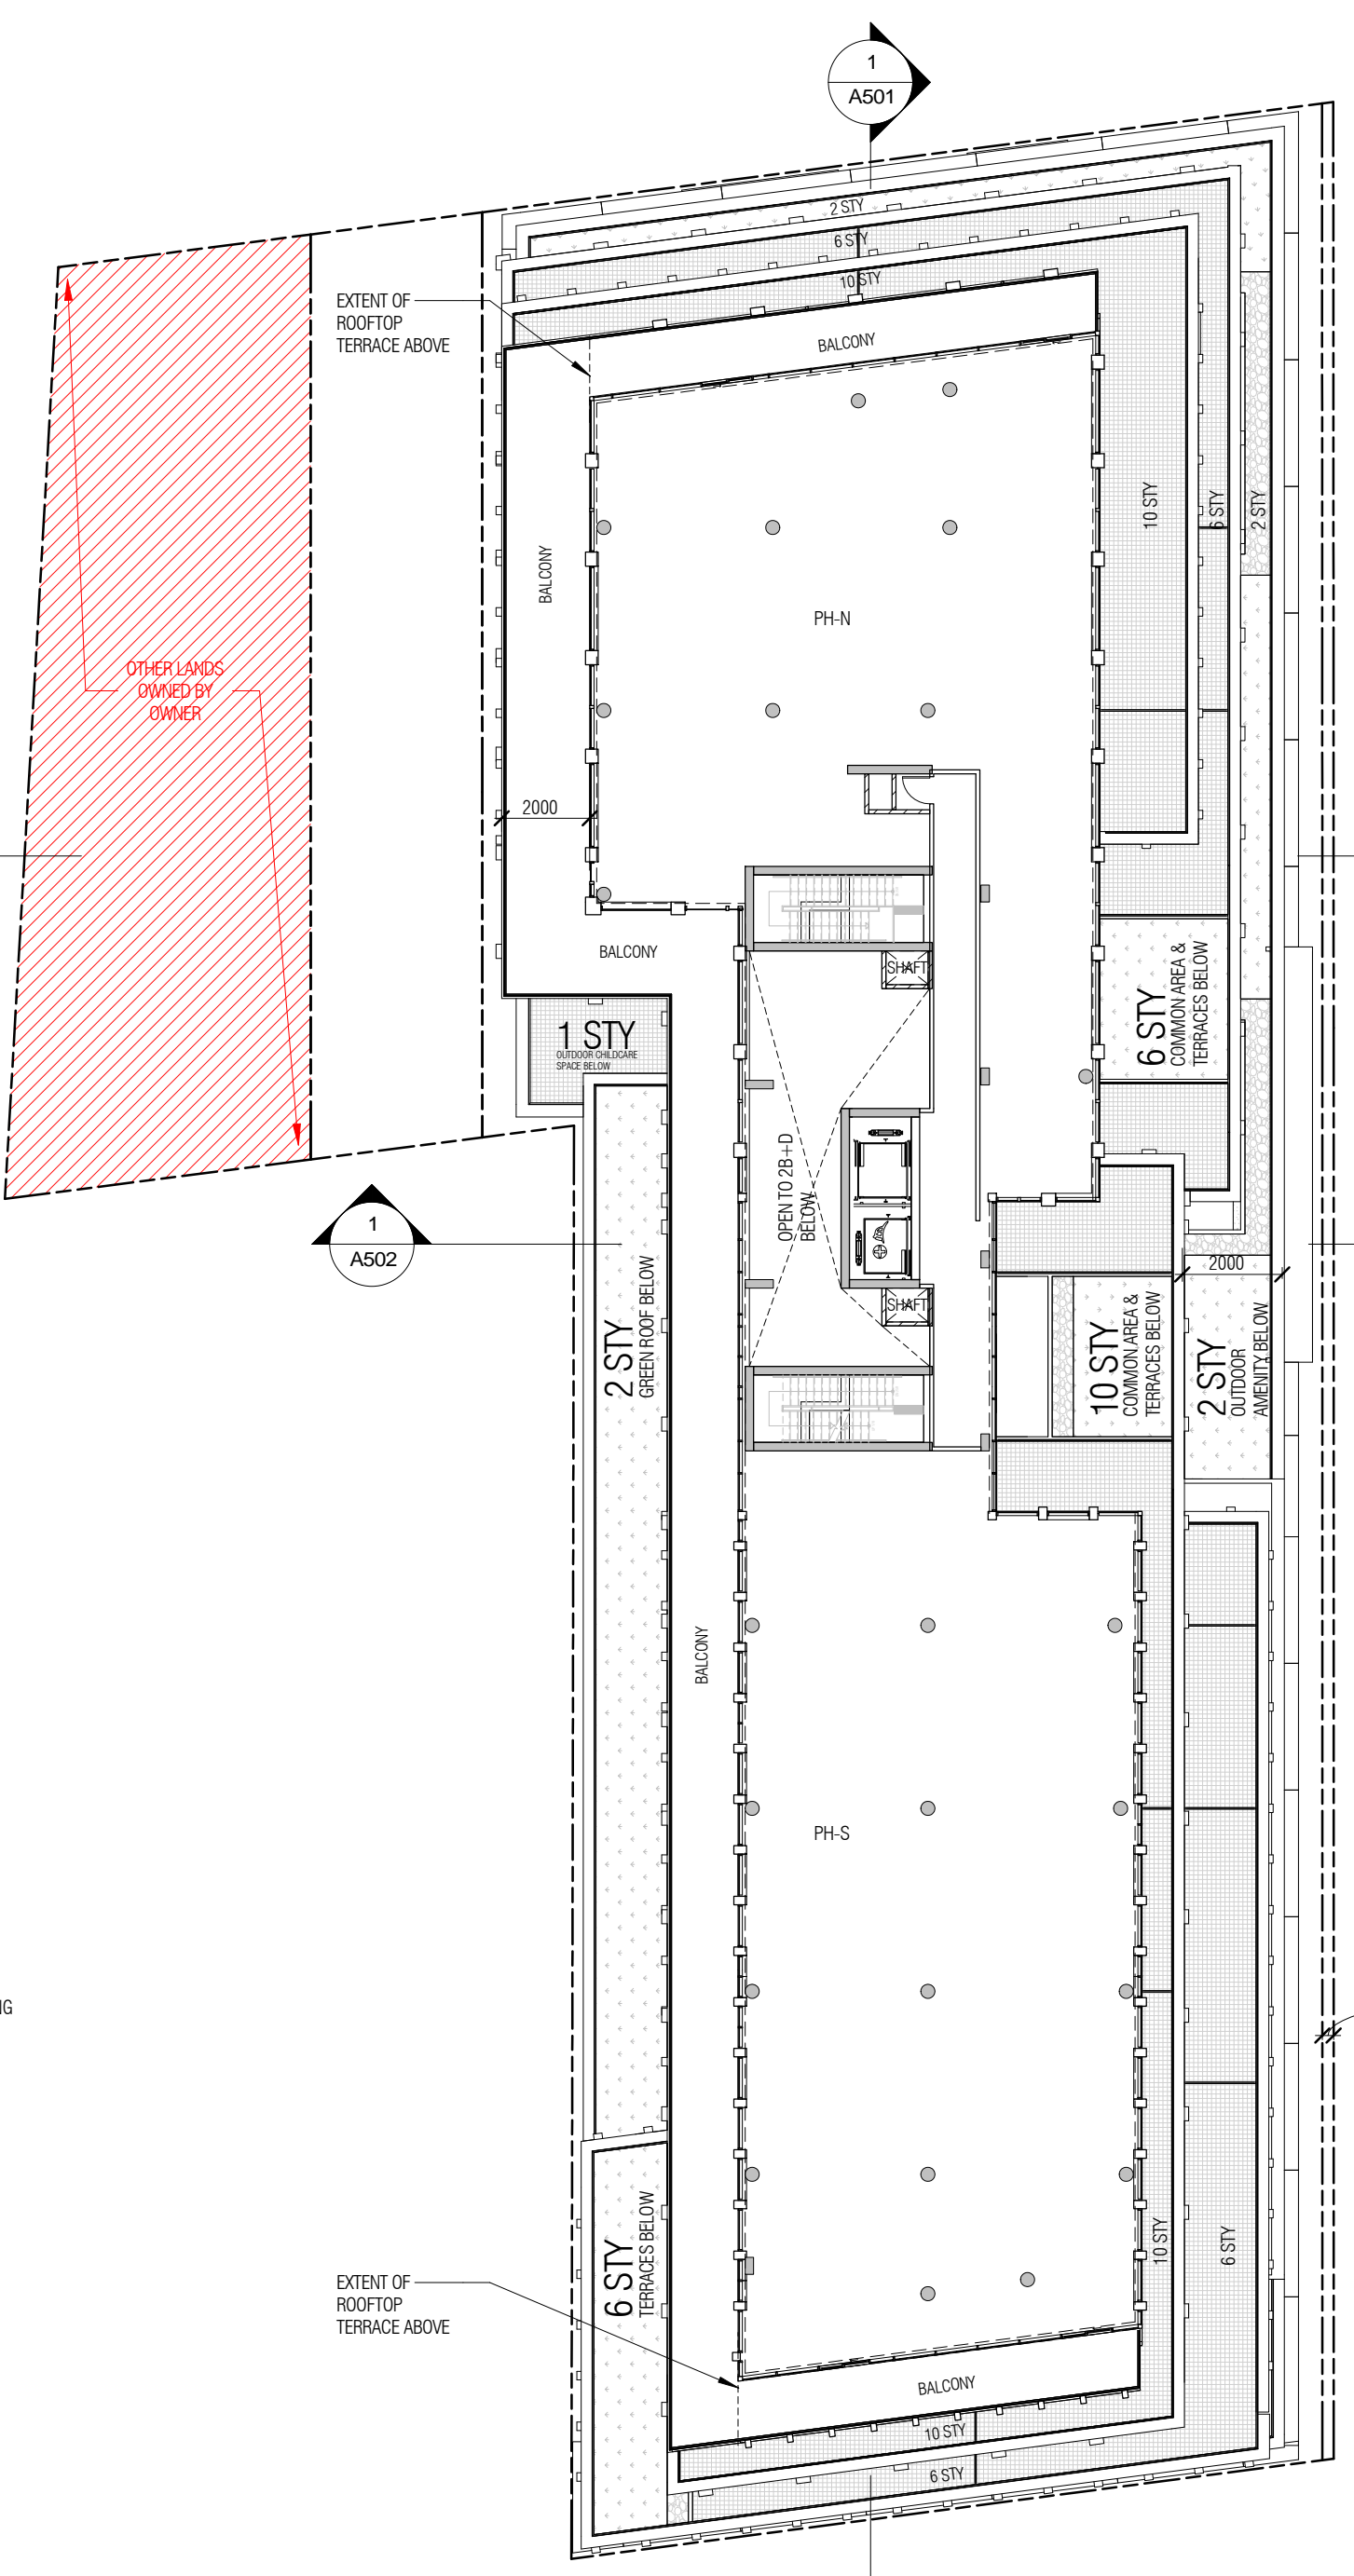 1
A501
2 STY
6 STY
10 STY
EXTENT OF
ROOFTOP
TERRACE ABOVE
BALCONY
10 STY
6 STY
2 STY
BALCONY
PH-N
OTHER LANDS
OWNED BY
OWNER
2000
BALCONY
SHAFT
6 STY
COMMON AREA &
TERRACES BELOW
1 STY
OUTDOOR CHILDCARE
SPACE BELOW
OPEN TO 2B+D
BELOW
1
A502
2000
SHAFT
2 STY
GREEN ROOF BELOW
10 STY
COMMON AREA &
TERRACES BELOW
2 STY
OUTDOOR
AMENITY BELOW
BALCONY
PH-S
6 STY
TERRACES BELOW
10 STY
6 STY
EXTENT OF
ROOFTOP
TERRACE ABOVE
BALCONY
10 STY
6 STY